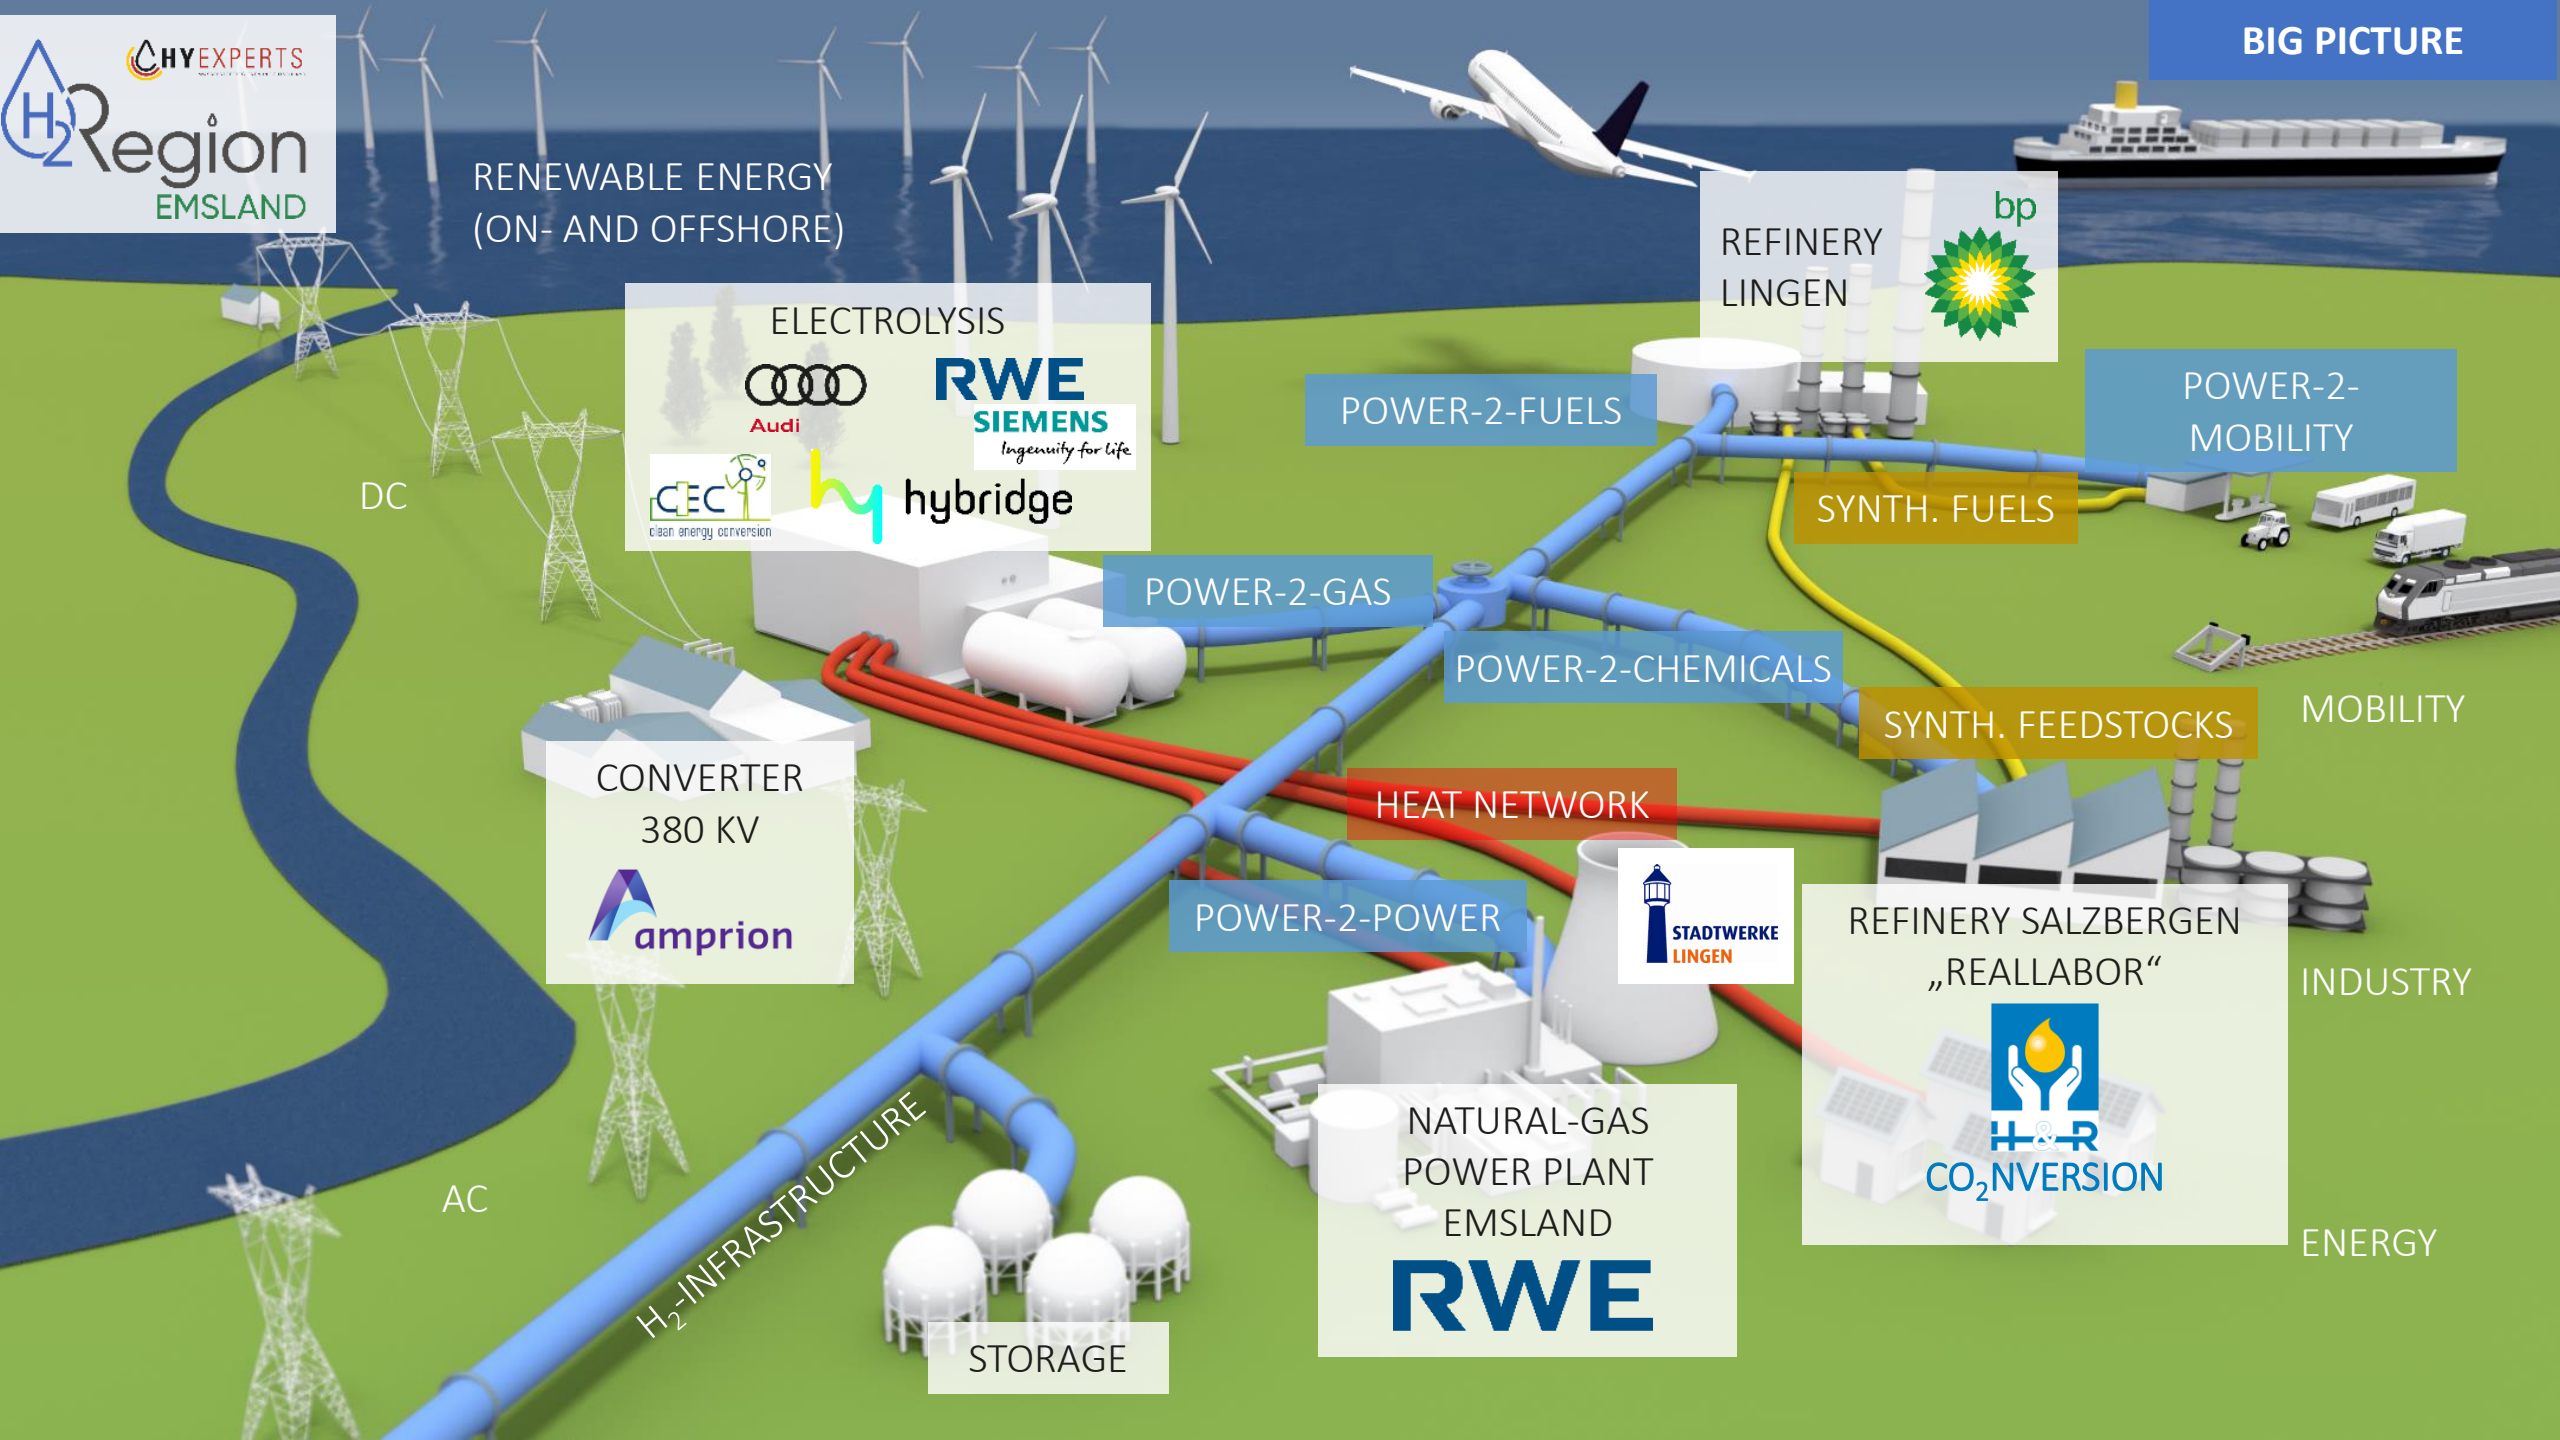 HYEXPERTS
H2Region
EMSLAND
BIG PICTURE
RENEWABLE ENERGY
(ON- AND OFFSHORE)
ELECTROLYSIS
Audi
RWE
SIEMENS
Ingenuity for life
CEC
clean energy conversion
hy hybridge
bp
REFINERY
LINGEN
POWER-2-FUELS
POWER-2-
MOBILITY
SYNTH. FUELS
DC
POWER-2-GAS
POWER-2-CHEMICALS
SYNTH. FEEDSTOCKS
MOBILITY
CONVERTER
380 KV
amprion
HEAT NETWORK
POWER-2-POWER
STADTWERKE
LINGEN
REFINERY SALZBERGEN
„REALLABOR“
H&R
CO₂NVERSION
INDUSTRY
AC
H₂-INFRASTRUCTURE
NATURAL-GAS
POWER PLANT
EMSLAND
RWE
ENERGY
STORAGE